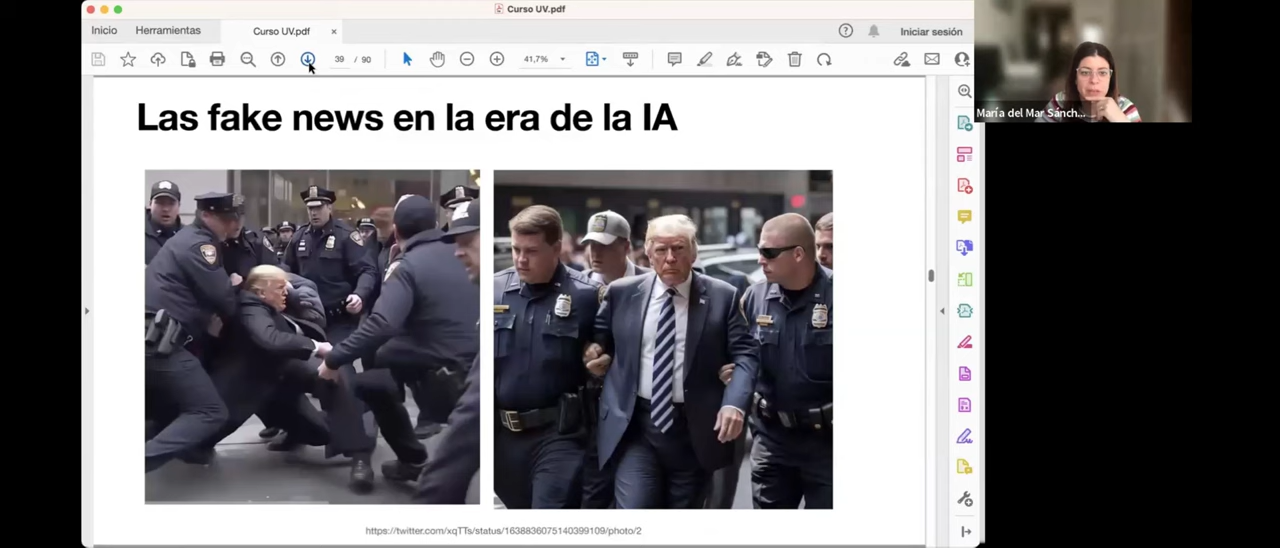 Curso UV.pdf
Inicio
Herramientas
Curso UV.pdf
Iniciar sesión
39 / 90
41,7%
María del Mar Sánch...
Las fake news en la era de la IA
https://twitter.com/xqTTs/status/1638836075140399109/photo/2